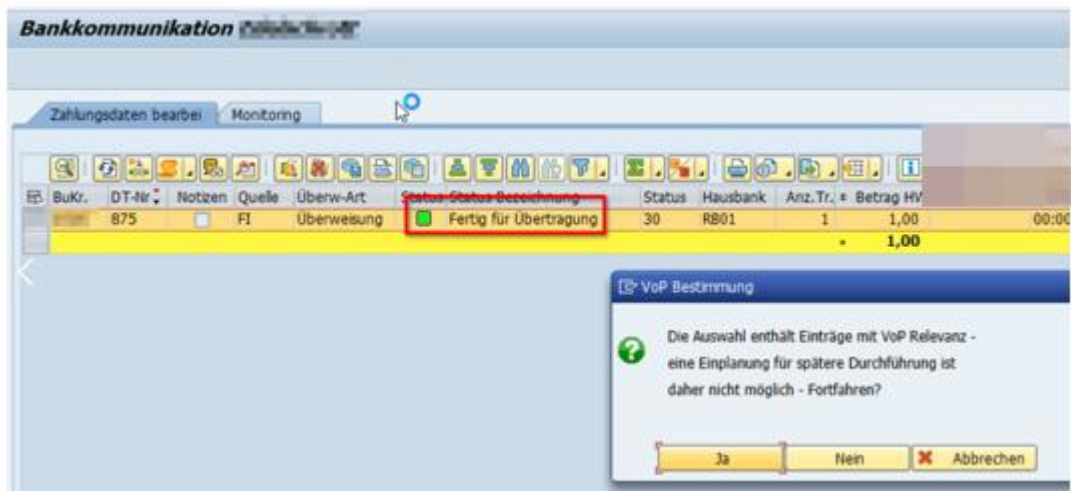 Bankkommunikation
Zahlungsdaten bearbei Monitoring
BuKr. DT-Nr Notizen Quelle Überw-Art Status Status Bezeichnung Status Hausbank Anz.Tr. Betrag HW
875 FI Überweisung Fertig für Übertragung 30 RB01 1 1,00 00:00
1,00
VoP Bestimmung
Die Auswahl enthält Einträge mit VoP Relevanz -
eine Einplanung für spätere Durchführung ist
daher nicht möglich - Fortfahren?
Ja Nein Abbrechen